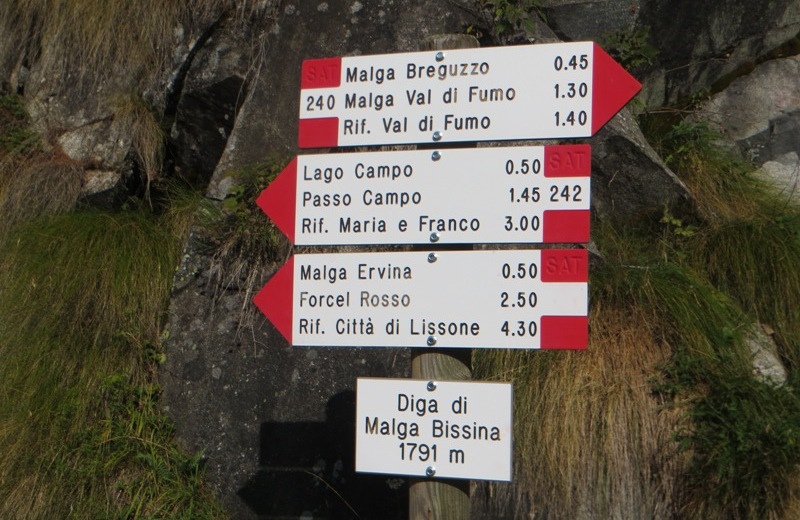 SAT Malga Breguzzo 0.45
240 Malga Val di Fumo 1.30
Rif. Val di Fumo 1.40
Lago Campo 0.50 SAT
Passo Campo 1.45 242
Rif. Maria e Franco 3.00
Malga Ervina 0.50 SAT
Forcel Rosso 2.50
Rif. Città di Lissone 4.30
Diga di
Malga Bissina
1791 m